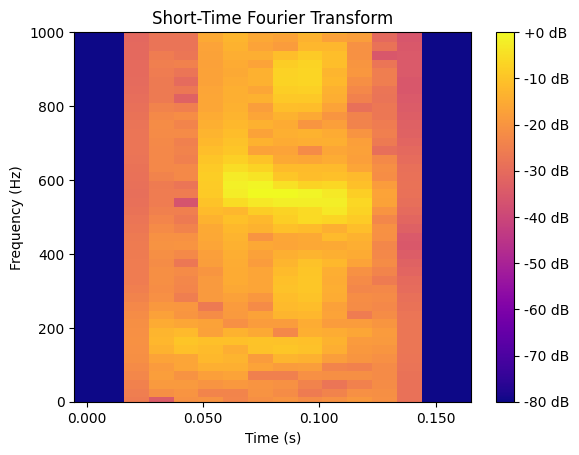 Short-Time Fourier Transform
1000
800
600
400
200
0
Frequency (Hz)
0.000
0.050
0.100
0.150
Time (s)
+0 dB
-10 dB
-20 dB
-30 dB
-40 dB
-50 dB
-60 dB
-70 dB
-80 dB